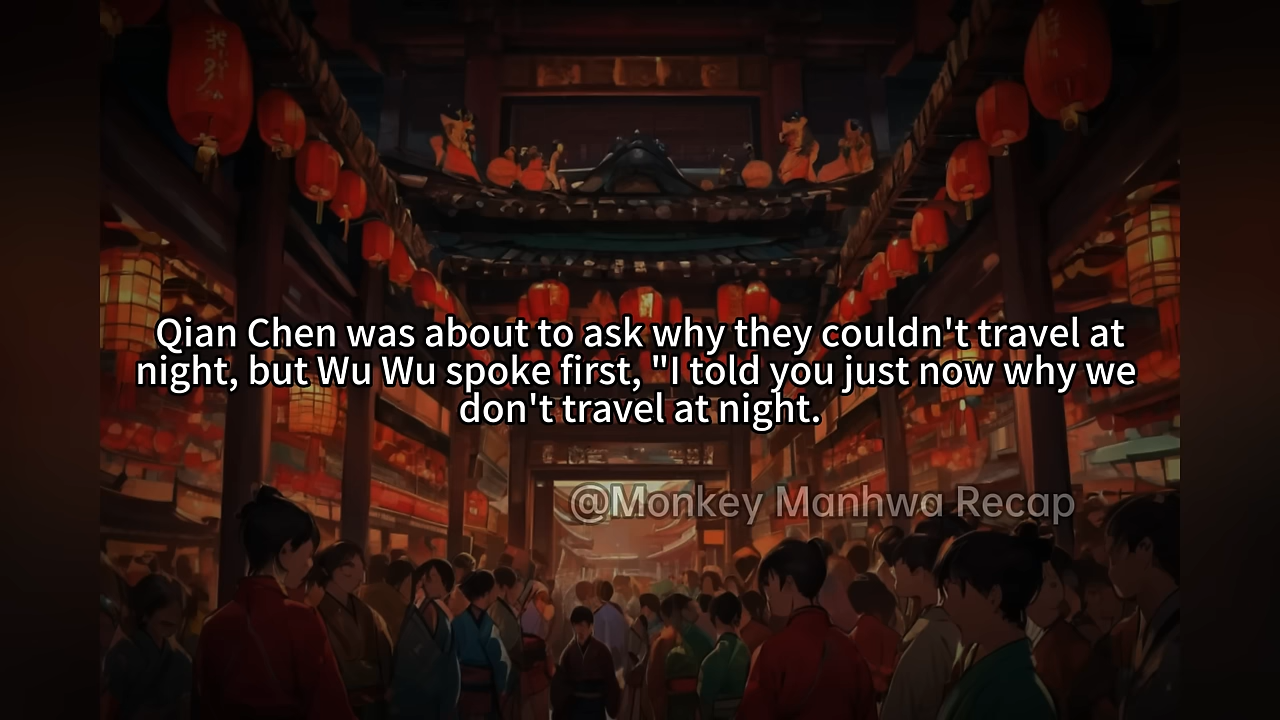 Qian Chen was about to ask why they couldn't travel at
night, but Wu Wu spoke first, "I told you just now why we
don't travel at night.
@Monkey Manhwa Recap